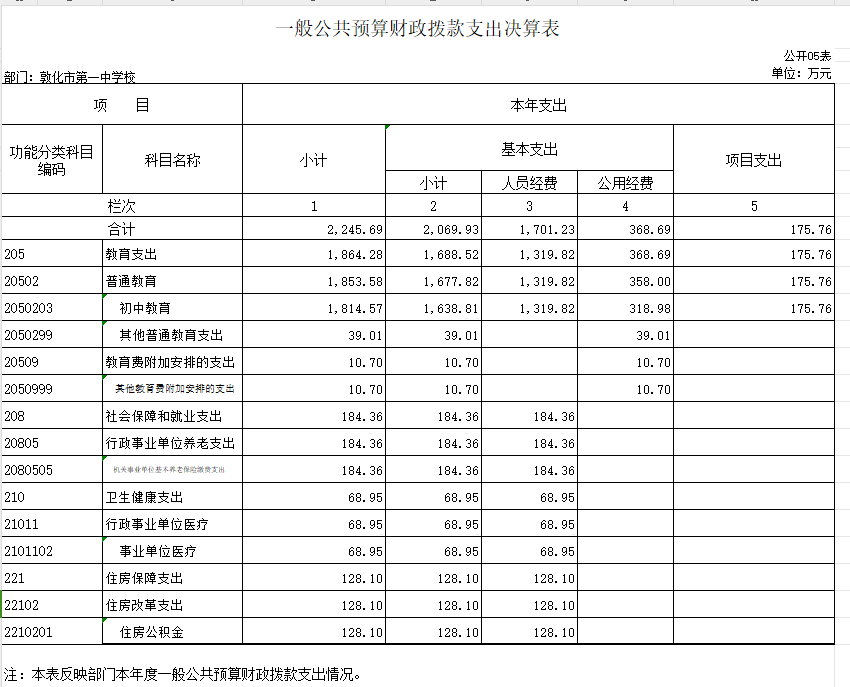 一般公共预算财政拨款支出决算表
公开05表
部门：敦化市第一中学校 单位：万元
项 目 本年支出
功能分类科目编码 科目名称 小计 基本支出 项目支出
小计 人员经费 公用经费
栏次 1 2 3 4 5
合计 2,245.69 2,069.93 1,701.23 368.69 175.76
205 教育支出 1,864.28 1,688.52 1,319.82 368.69 175.76
20502 普通教育 1,853.58 1,677.82 1,319.82 358.00 175.76
2050203 初中教育 1,814.57 1,638.81 1,319.82 318.98 175.76
2050299 其他普通教育支出 39.01 39.01 39.01
20509 教育费附加安排的支出 10.70 10.70 10.70
2050999 其他教育费附加安排的支出 10.70 10.70 10.70
208 社会保障和就业支出 184.36 184.36 184.36
20805 行政事业单位养老支出 184.36 184.36 184.36
2080505 机关事业单位基本养老保险缴费支出 184.36 184.36 184.36
210 卫生健康支出 68.95 68.95 68.95
21011 行政事业单位医疗 68.95 68.95 68.95
2101102 事业单位医疗 68.95 68.95 68.95
221 住房保障支出 128.10 128.10 128.10
22102 住房改革支出 128.10 128.10 128.10
2210201 住房公积金 128.10 128.10 128.10
注：本表反映部门本年度一般公共预算财政拨款支出情况。